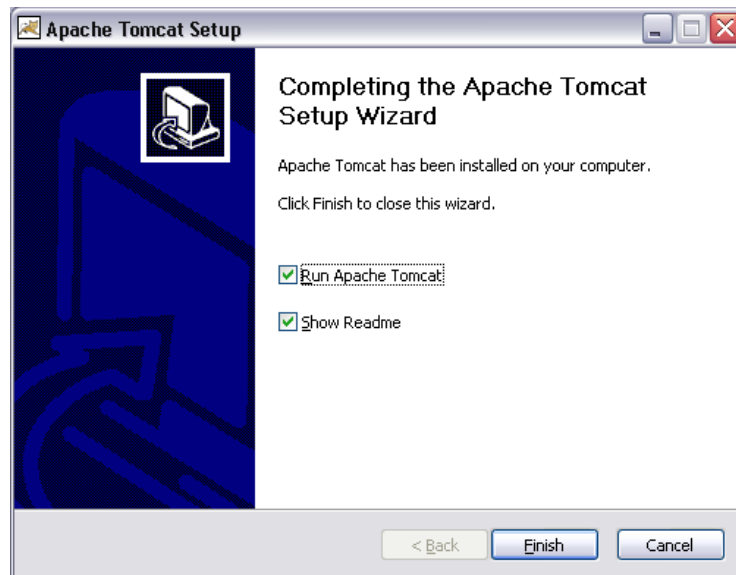 Apache Tomcat Setup
Completing the Apache Tomcat
Setup Wizard
Apache Tomcat has been installed on your computer.
Click Finish to close this wizard.
Run Apache Tomcat
Show Readme
< Back
Finish
Cancel